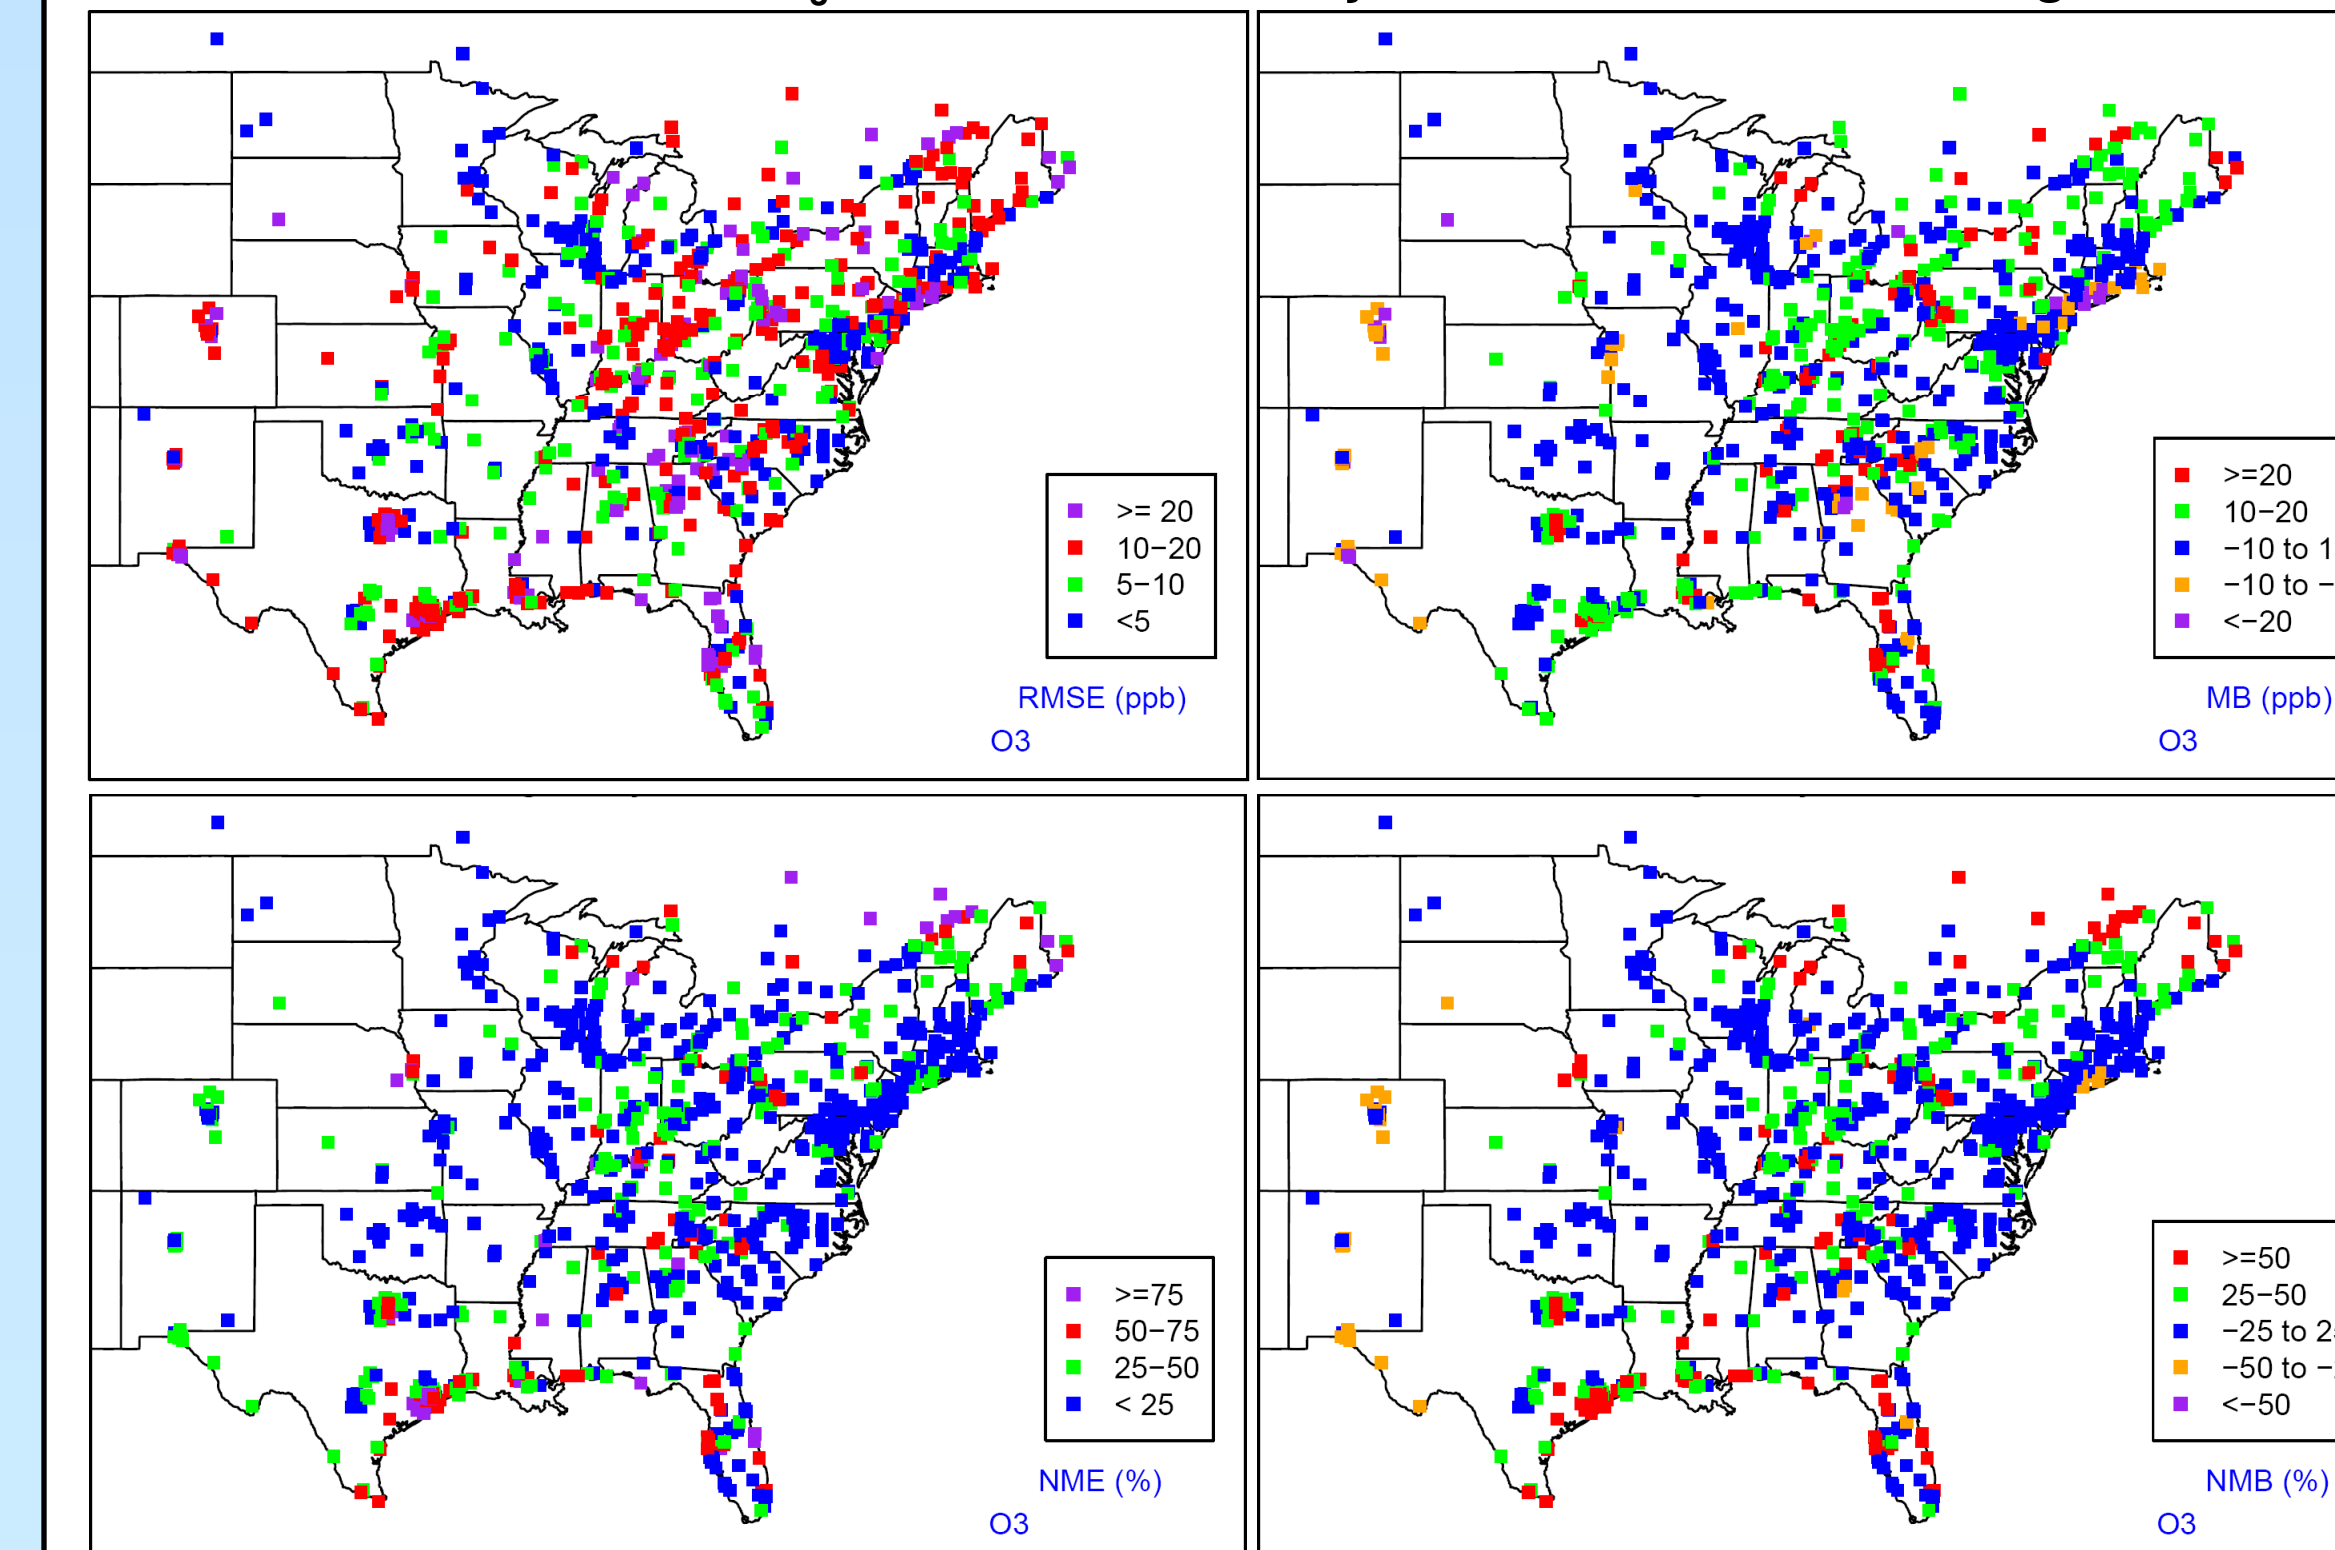 >= 20
10−20
5−10
<5
RMSE (ppb)
O3
>=20
10−20
−10 to 1
−10 to −
<−20
MB (ppb)
O3
>=75
50−75
25−50
< 25
NME (%)
O3
>=50
25−50
−25 to 2
−50 to −
<−50
NMB (%)
O3